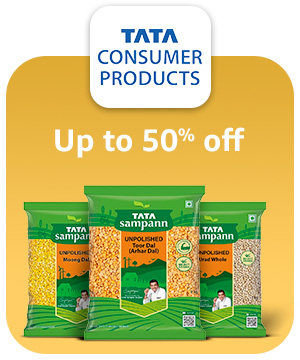 TATA
CONSUMER
PRODUCTS
Up to 50% off
TATA
sampann
UNPOLISHED
Moong Dal
TATA
sampann
UNPOLISHED
Toor Dal
(Arhar Dal)
TATA
sampann
UNPOLISHED
Urad Whole